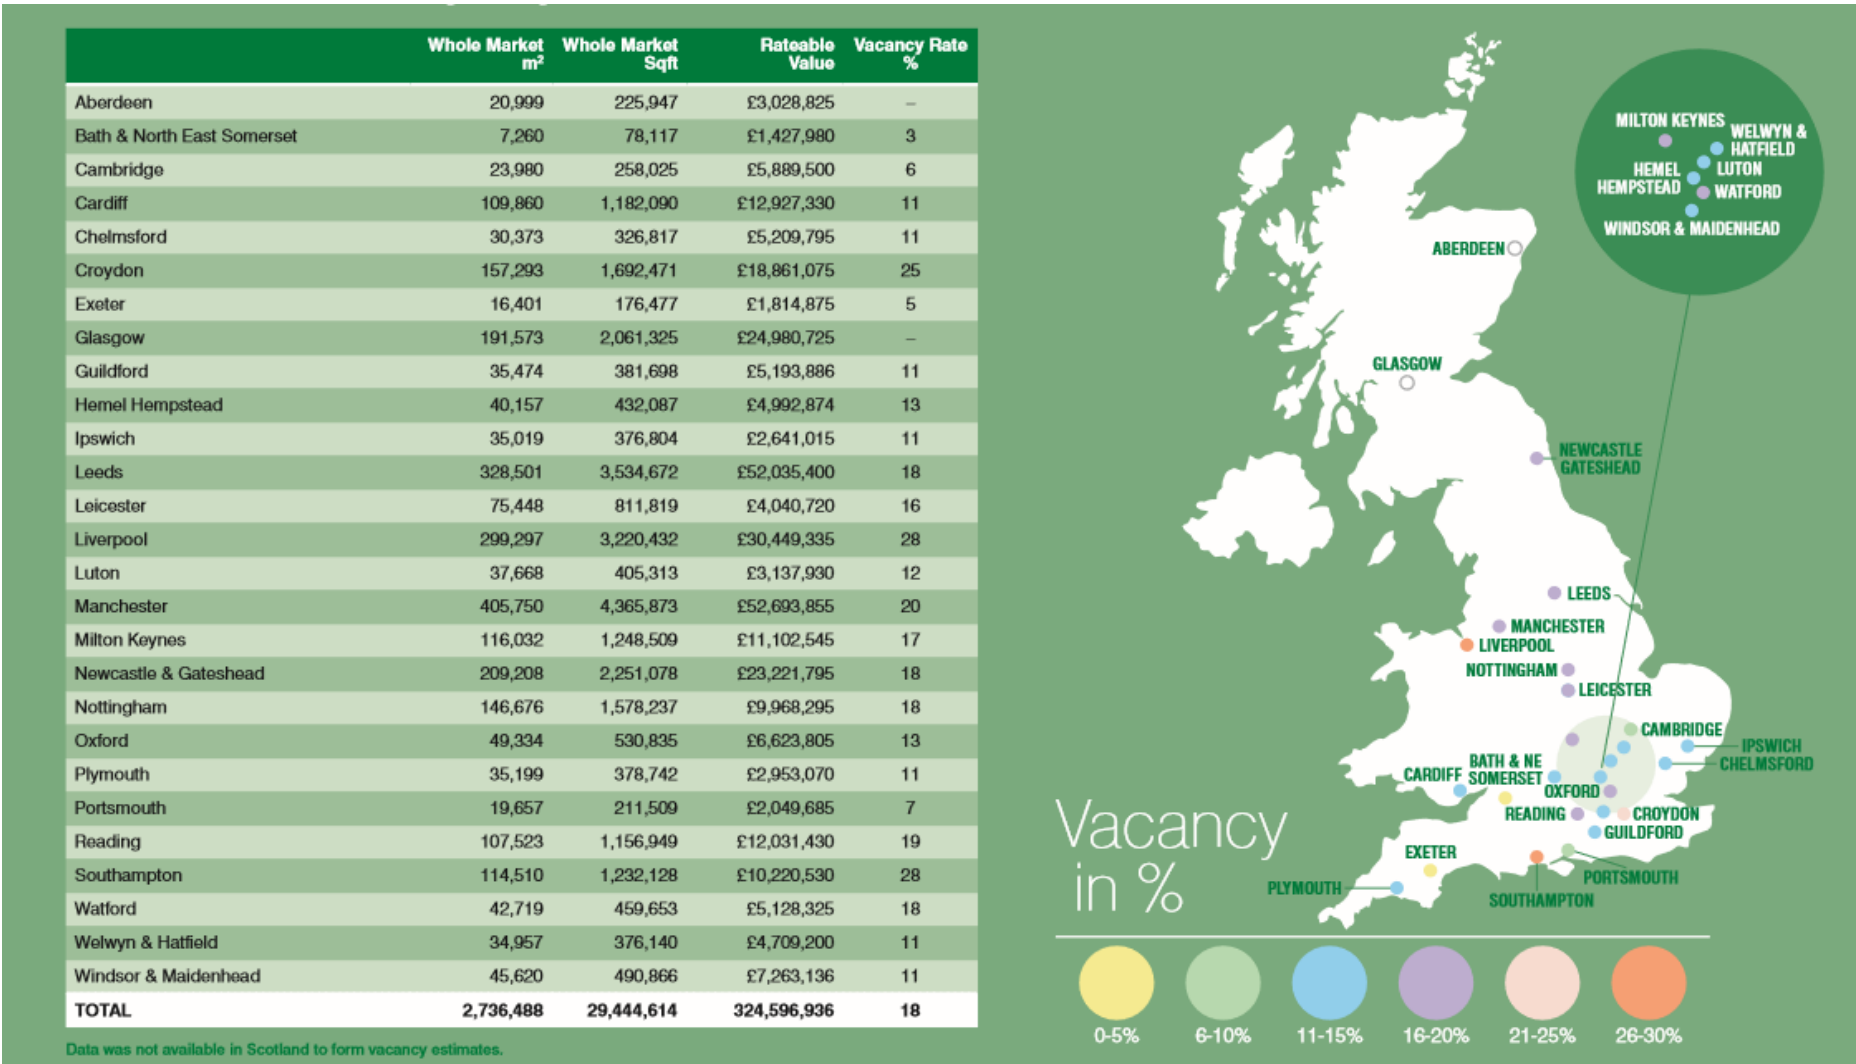 Whole Market m² Whole Market Sqft Rateable Value Vacancy Rate %
Aberdeen 20,999 225,947 £3,028,825 –
Bath & North East Somerset 7,260 78,117 £1,427,980 3
Cambridge 23,980 258,025 £5,889,500 6
Cardiff 109,860 1,182,090 £12,927,330 11
Chelmsford 30,373 326,817 £5,209,795 11
Croydon 157,293 1,692,471 £18,861,075 25
Exeter 16,401 176,477 £1,814,875 5
Glasgow 191,573 2,061,325 £24,980,725 –
Guildford 35,474 381,698 £5,193,886 11
Hemel Hempstead 40,157 432,087 £4,992,874 13
Ipswich 35,019 376,804 £2,641,015 11
Leeds 328,501 3,534,672 £52,035,400 18
Leicester 75,448 811,819 £4,040,720 16
Liverpool 299,297 3,220,432 £30,449,335 28
Luton 37,668 405,313 £3,137,930 12
Manchester 405,750 4,365,873 £52,693,855 20
Milton Keynes 116,032 1,248,509 £11,102,545 17
Newcastle & Gateshead 209,208 2,251,078 £23,221,795 18
Nottingham 146,676 1,578,237 £9,968,295 18
Oxford 49,334 530,835 £6,623,805 13
Plymouth 35,199 378,742 £2,953,070 11
Portsmouth 19,657 211,509 £2,049,685 7
Reading 107,523 1,156,949 £12,031,430 19
Southampton 114,510 1,232,128 £10,220,530 28
Watford 42,719 459,653 £5,128,325 18
Welwyn & Hatfield 34,957 376,140 £4,709,200 11
Windsor & Maidenhead 45,620 490,866 £7,263,136 11
TOTAL 2,736,488 29,444,614 324,596,936 18
Data was not available in Scotland to form vacancy estimates.
MILTON KEYNES
WELWYN &
HATFIELD
HEMEL
HEMPSTEAD
LUTON
WATFORD
WINDSOR & MAIDENHEAD
ABERDEEN
GLASGOW
NEWCASTLE
GATESHEAD
LEEDS
MANCHESTER
LIVERPOOL
NOTTINGHAM
LEICESTER
CAMBRIDGE
IPSWICH
CHELMSFORD
BATH & NE
SOMERSET
CARDIFF
OXFORD
READING
CROYDON
GUILDFORD
EXETER
PORTSMOUTH
PLYMOUTH
SOUTHAMPTON
Vacancy
in %
0-5% 6-10% 11-15% 16-20% 21-25% 26-30%